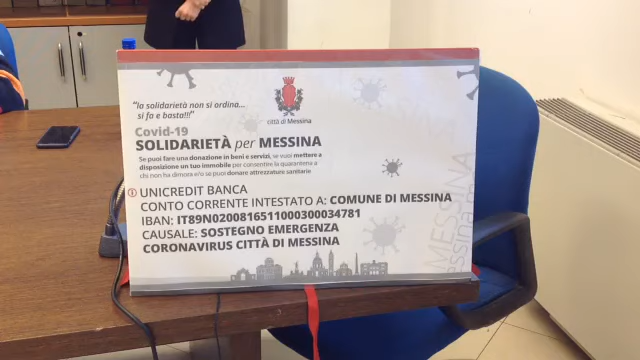 "la solidarietà non si ordina...
si fa e basta!!!"
città di Messina
Covid-19
SOLIDARIETÀ per MESSINA
Se puoi fare una donazione in beni e servizi, se vuoi mettere a
disposizione un tuo immobile per consentire la quarantena a
chi non ha dimora e/o se puoi donare attrezzature sanitarie
UNICREDIT BANCA
CONTO CORRENTE INTESTATO A: COMUNE DI MESSINA
IBAN: IT89N0200816511000300034781
CAUSALE: SOSTEGNO EMERGENZA
CORONAVIRUS CITTÀ DI MESSINA
MESSINA
messina